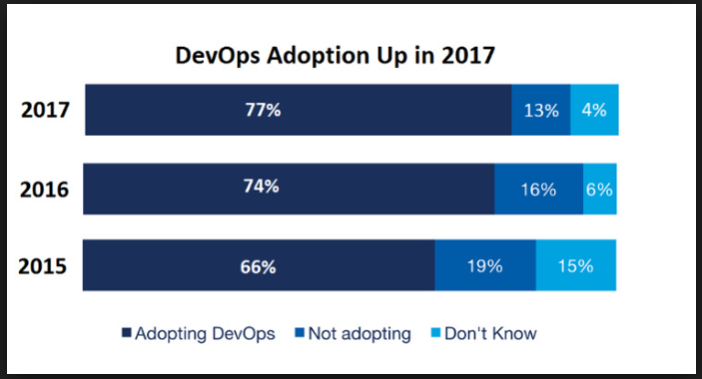 DevOps Adoption Up in 2017
2017 77% 13% 4%
2016 74% 16% 6%
2015 66% 19% 15%
Adopting DevOps Not adopting Don't Know